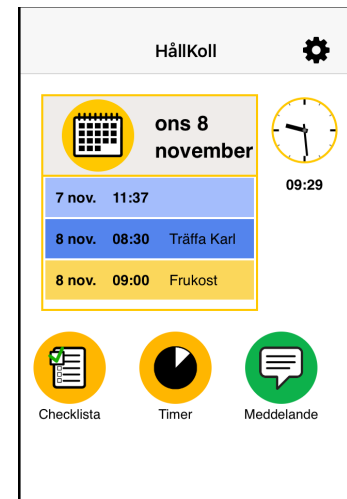 HållKoll
ons 8
november
09:29
7 nov. 11:37
8 nov. 08:30 Träffa Karl
8 nov. 09:00 Frukost
Checklista Timer Meddelande